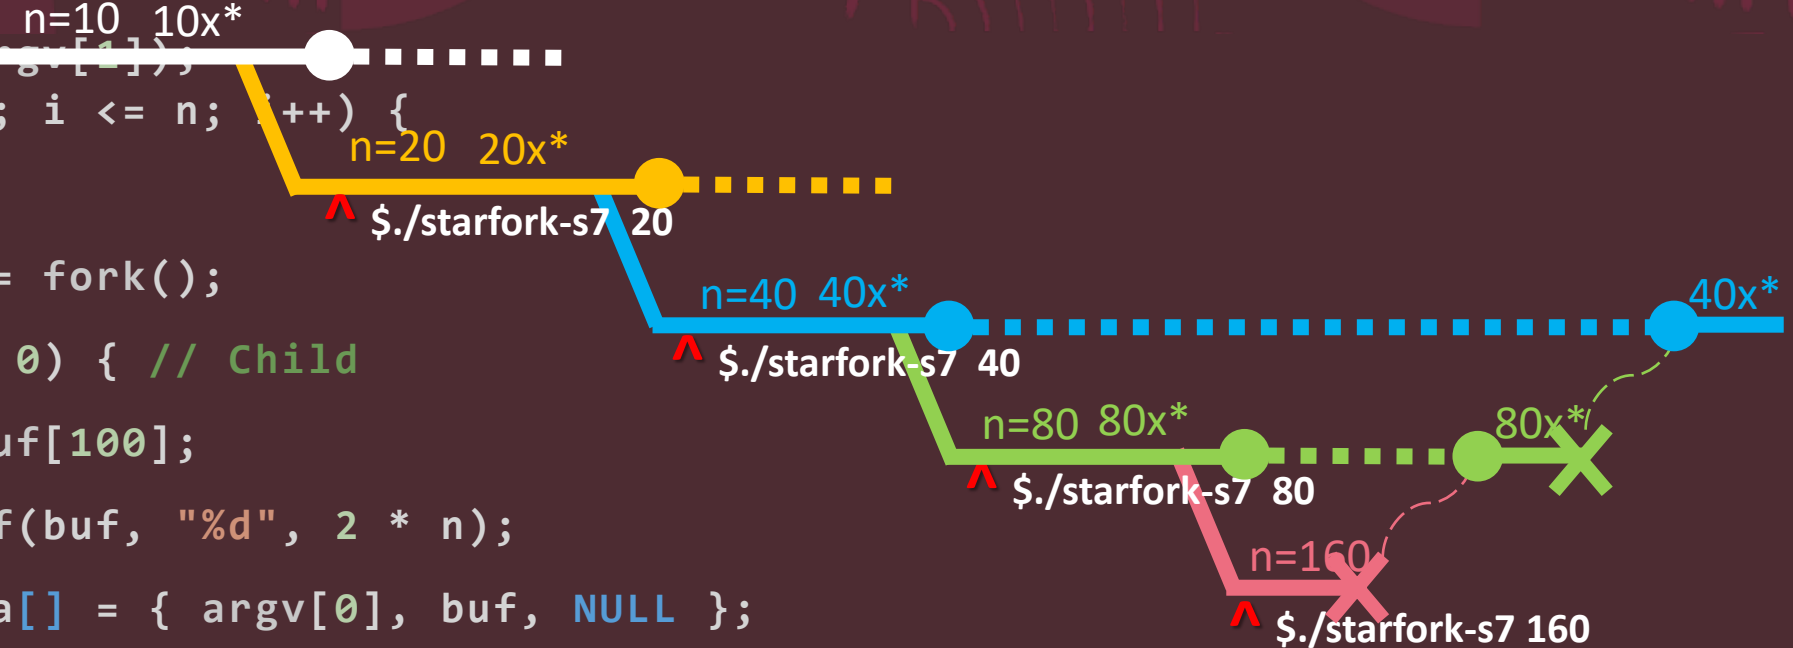 n=10 10x*
gv[1]);
; i <= n; i++) {
n=20 20x*
^ $./starfork-s7 20
= fork();
n=40 40x*
40x*
0) { // Child
^ $./starfork-s7 40
n=80 80x*
80x*
uf[100];
^ $./starfork-s7 80
f(buf, "%d", 2 * n);
n=160
a[] = { argv[0], buf, NULL };
^ $./starfork-s7 160